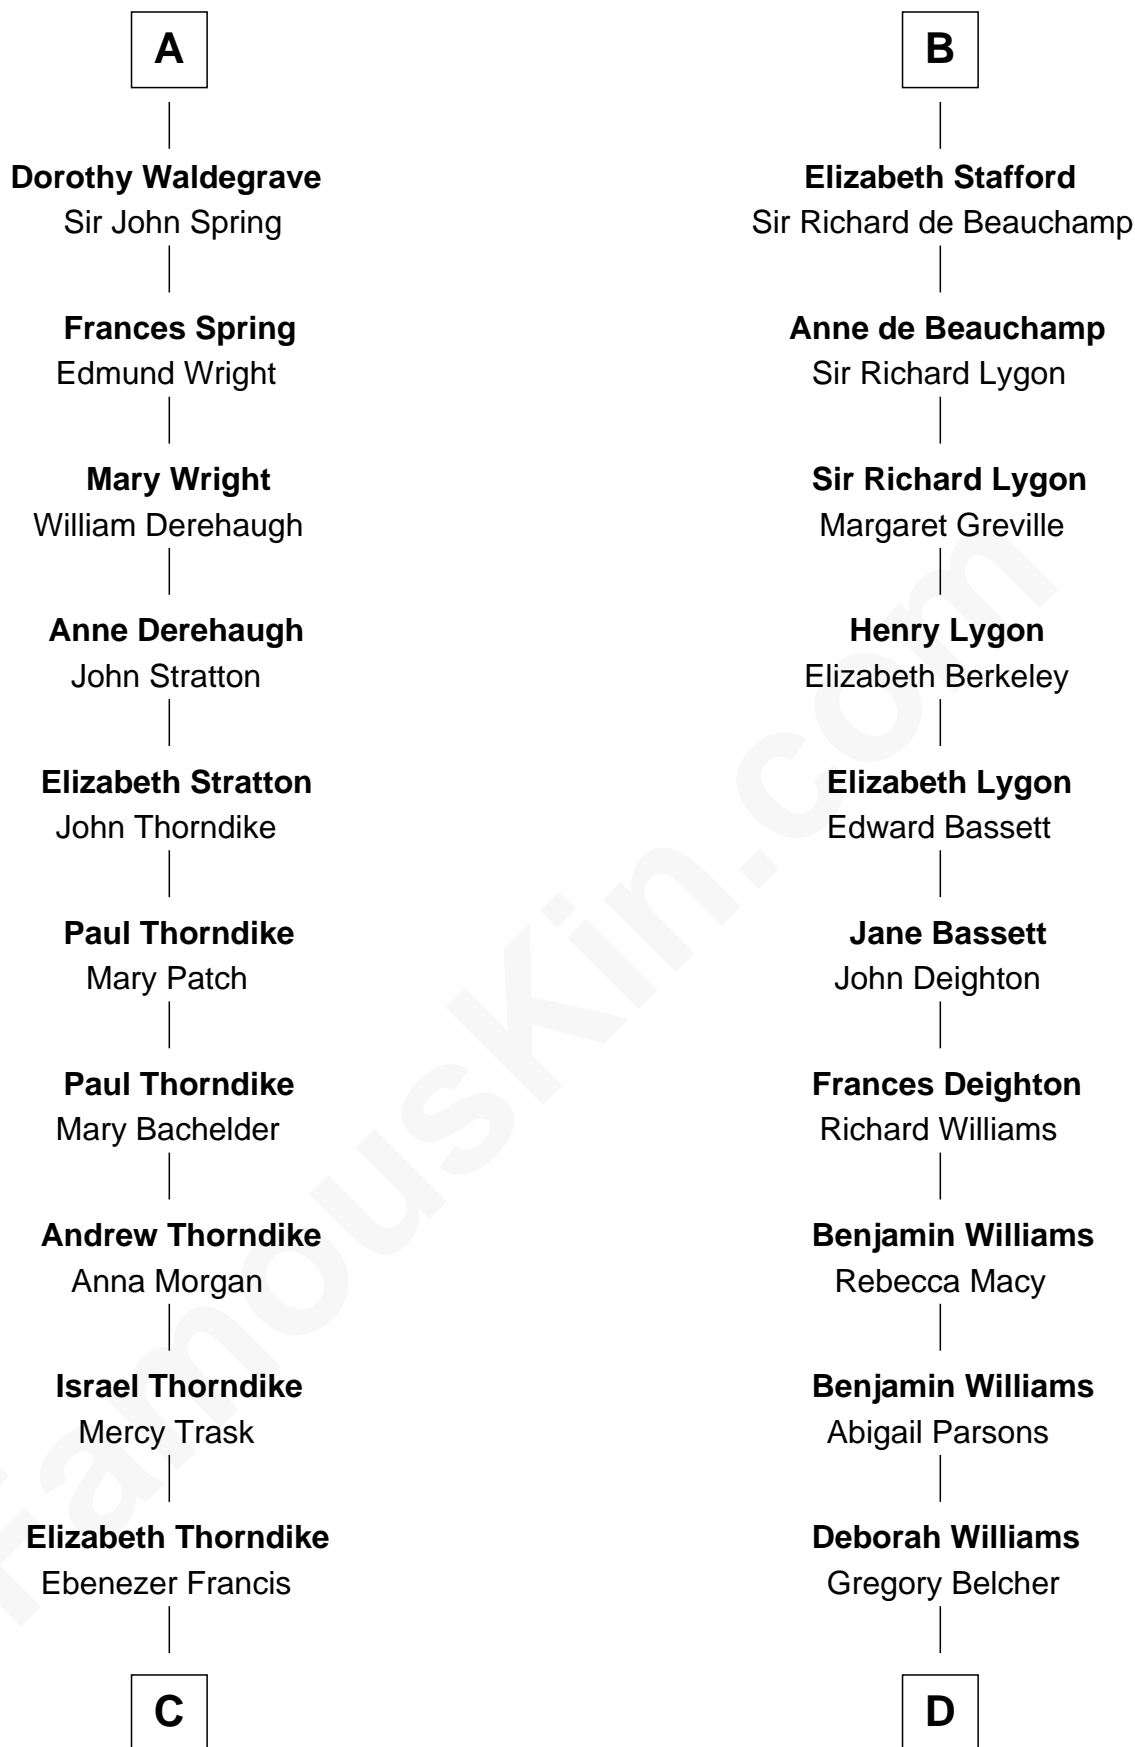 A
Dorothy Waldegrave
Sir John Spring
Frances Spring
Edmund Wright
Mary Wright
William Derehaugh
Anne Derehaugh
John Stratton
Elizabeth Stratton
John Thorndike
Paul Thorndike
Mary Patch
Paul Thorndike
Mary Bachelder
Andrew Thorndike
Anna Morgan
Israel Thorndike
Mercy Trask
Elizabeth Thorndike
Ebenezer Francis
C
B
Elizabeth Stafford
Sir Richard de Beauchamp
Anne de Beauchamp
Sir Richard Lygon
Sir Richard Lygon
Margaret Greville
Henry Lygon
Elizabeth Berkeley
Elizabeth Lygon
Edward Bassett
Jane Bassett
John Deighton
Frances Deighton
Richard Williams
Benjamin Williams
Rebecca Macy
Benjamin Williams
Abigail Parsons
Deborah Williams
Gregory Belcher
D
FamousKin.com